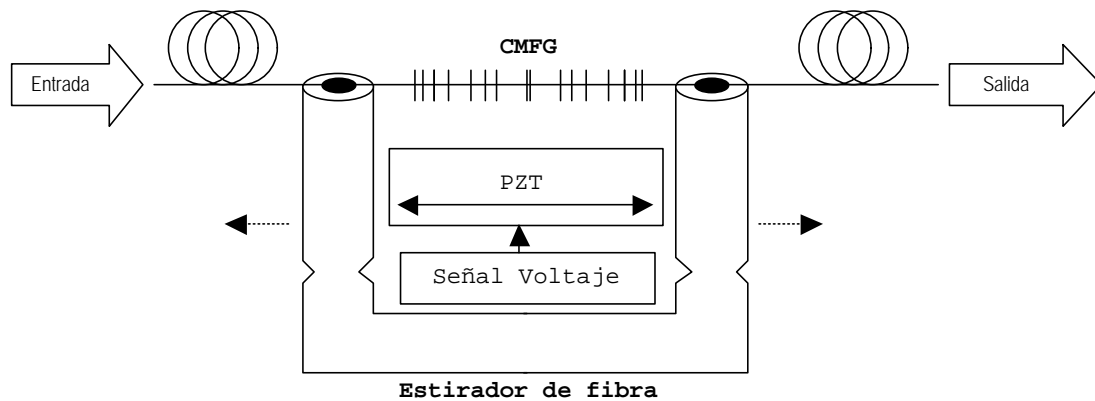 CMFG
Entrada
Salida
PZT
Señal Voltaje
Estirador de fibra